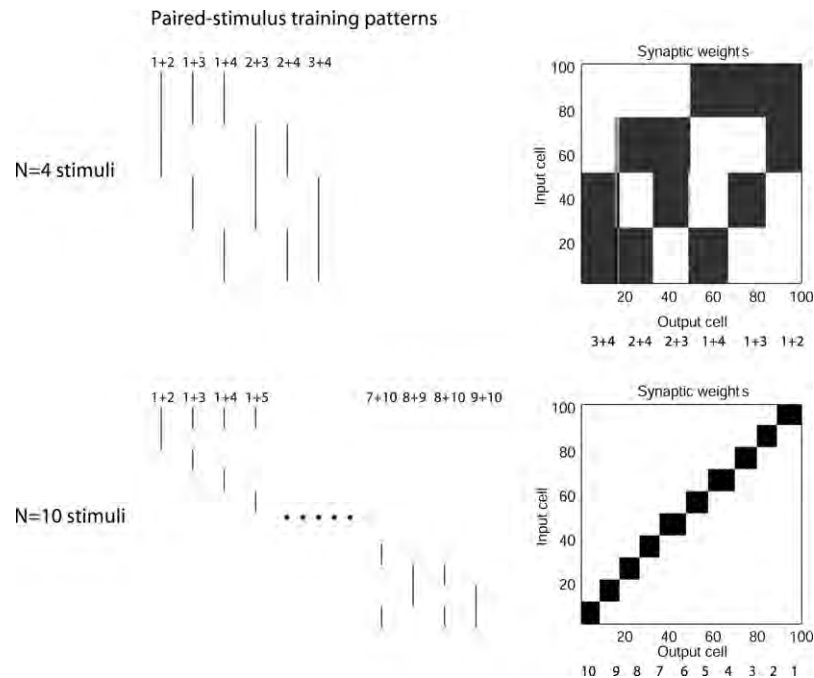 Paired-stimulus training patterns
1+2 1+3 1+4 2+3 2+4 3+4
N=4 stimuli
Synaptic weights
100
80
60
40
20
Input cell
20 40 60 80 100
Output cell
3+4 2+4 2+3 1+4 1+3 1+2
1+2 1+3 1+4 1+5
7+10 8+9 8+10 9+10
N=10 stimuli
Synaptic weights
100
80
60
40
20
Input cell
20 40 60 80 100
Output cell
10 9 8 7 6 5 4 3 2 1